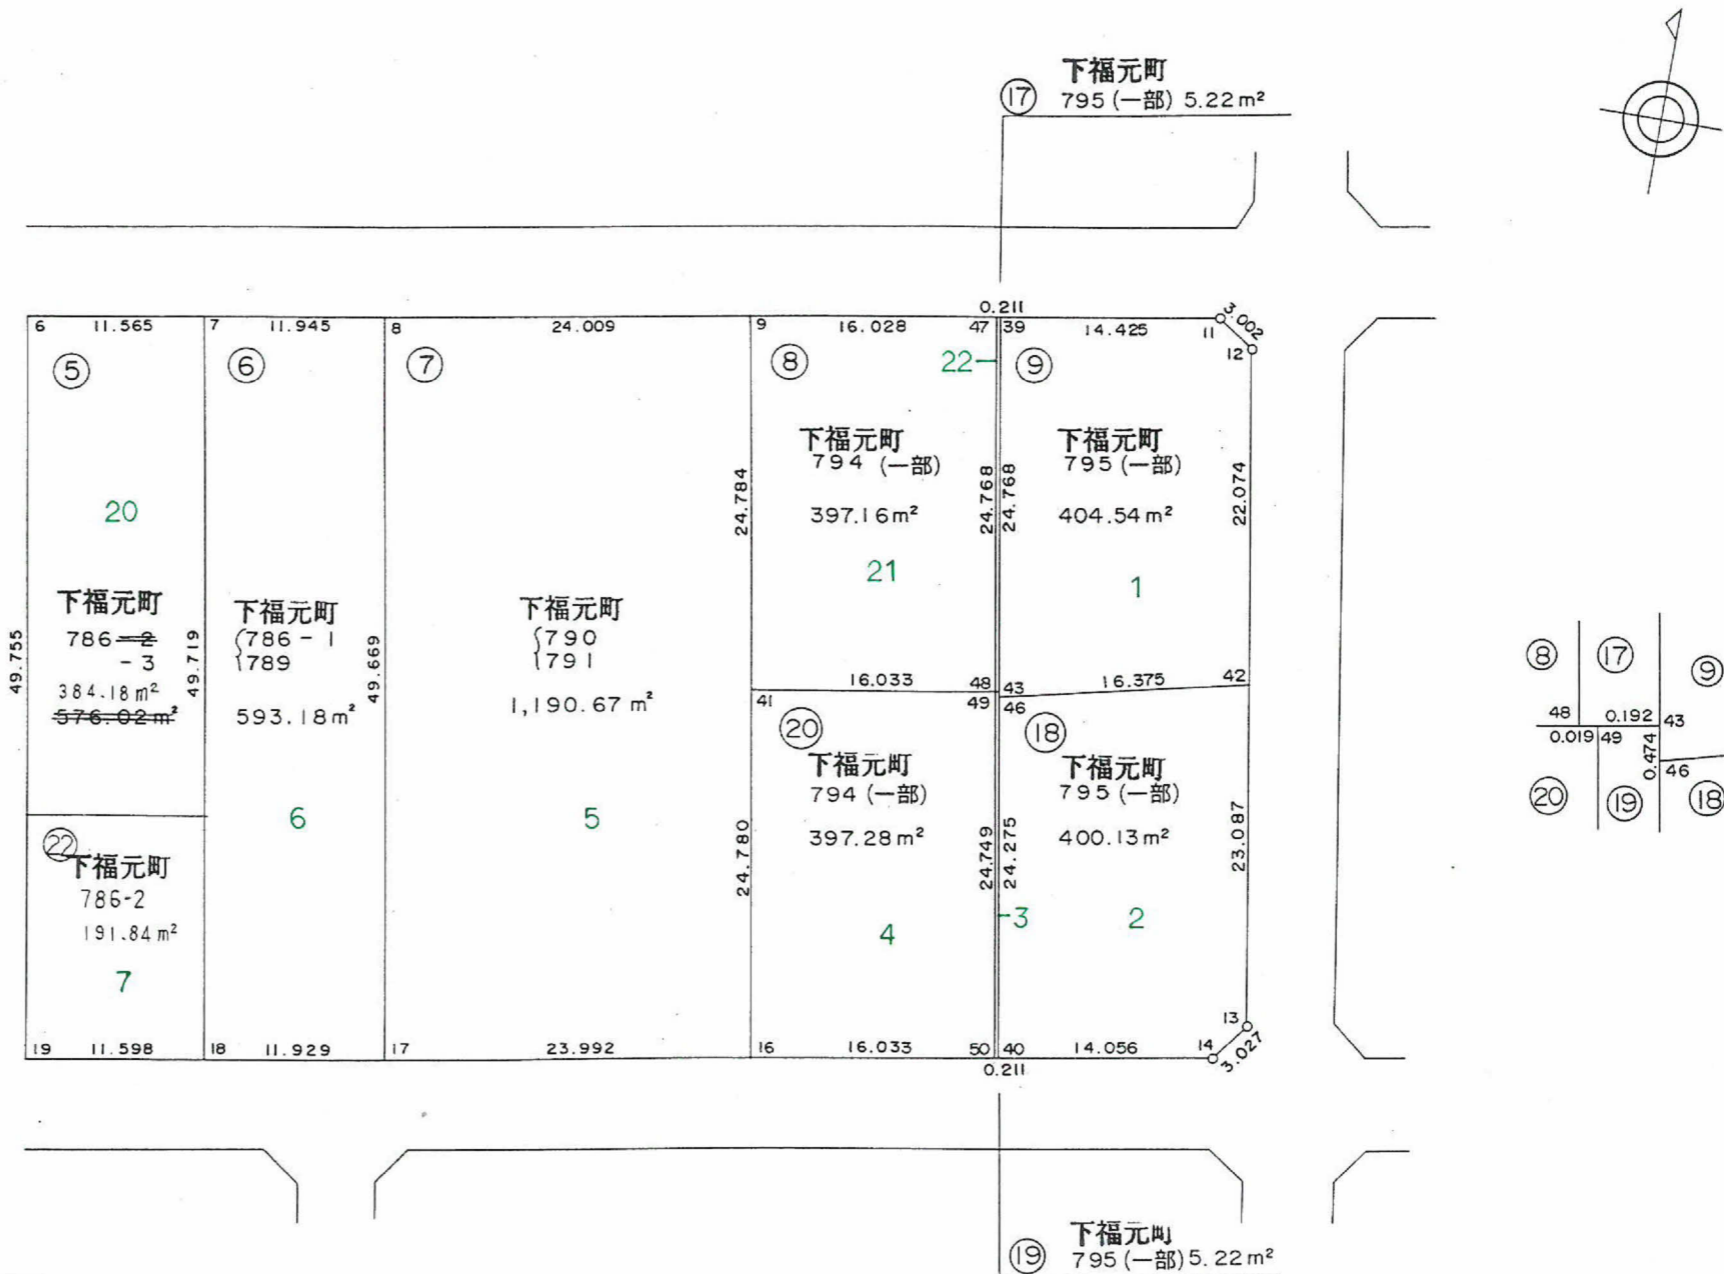 ⑰ 下福元町
795 (一部) 5.22m²
0.211
6 11.565 7 11.945 8 24.009 9 16.028 47 39 14.425 11 3.002 12
⑤ ⑥ ⑦ ⑧ 22 ⑨
下福元町
794 (一部)
397.16m²
21
24.784
24.768
24.768
下福元町
795 (一部)
404.54m²
1
22.074
20
下福元町
786-2
-3
384.18m²
576.02m²
49.755
49.719
下福元町
786-1
789
593.18m²
6
49.669
下福元町
790
791
1,190.67m²
5
16.033 48 43 16.375 42
41 49 46
⑳
下福元町
794 (一部)
397.28m²
4
24.780
24.749
24.275
3
⑱
下福元町
795 (一部)
400.13m²
2
23.087
㉒
下福元町
786-2
191.84m²
7
19 11.598 18 11.929 17 23.992 16 16.033 50 40 14.056 14 3.027 13
0.211
⑲ 下福元町
795 (一部) 5.22m²
⑧ ⑰ ⑨
48 0.192 43
0.019 49 0.474 46
⑳ ⑲ ⑱